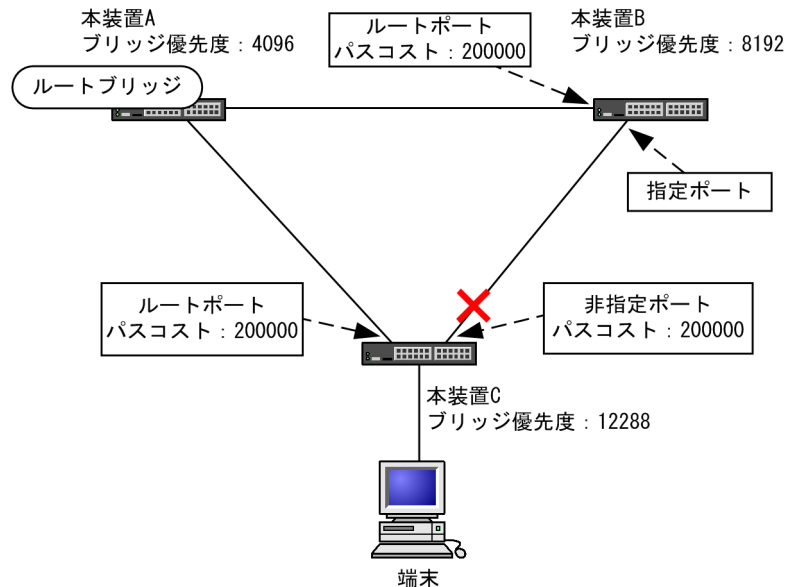 本装置A
ブリッジ優先度：4096
ルートブリッジ
ルートポート
パスコスト：200000
本装置B
ブリッジ優先度：8192
指定ポート
ルートポート
パスコスト：200000
非指定ポート
パスコスト：200000
本装置C
ブリッジ優先度：12288
端末